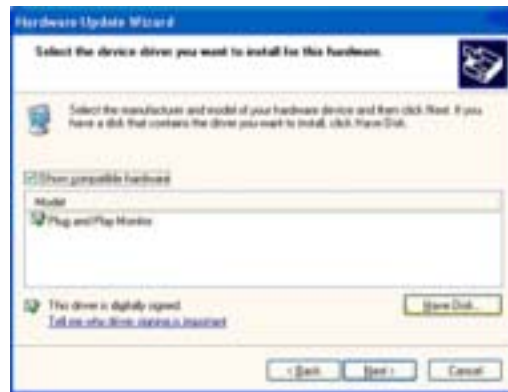 Hardware Update Wizard
Select the device driver you want to install for this hardware.
Select the manufacturer and model of your hardware device and then click Next. If you
have a disk that contains the driver you want to install, click Have Disk.
Show compatible hardware
Model
Plug and Play Monitor
This driver is digitally signed.
Have Disk...
Tell me why driver signing is important
< Back
Next >
Cancel